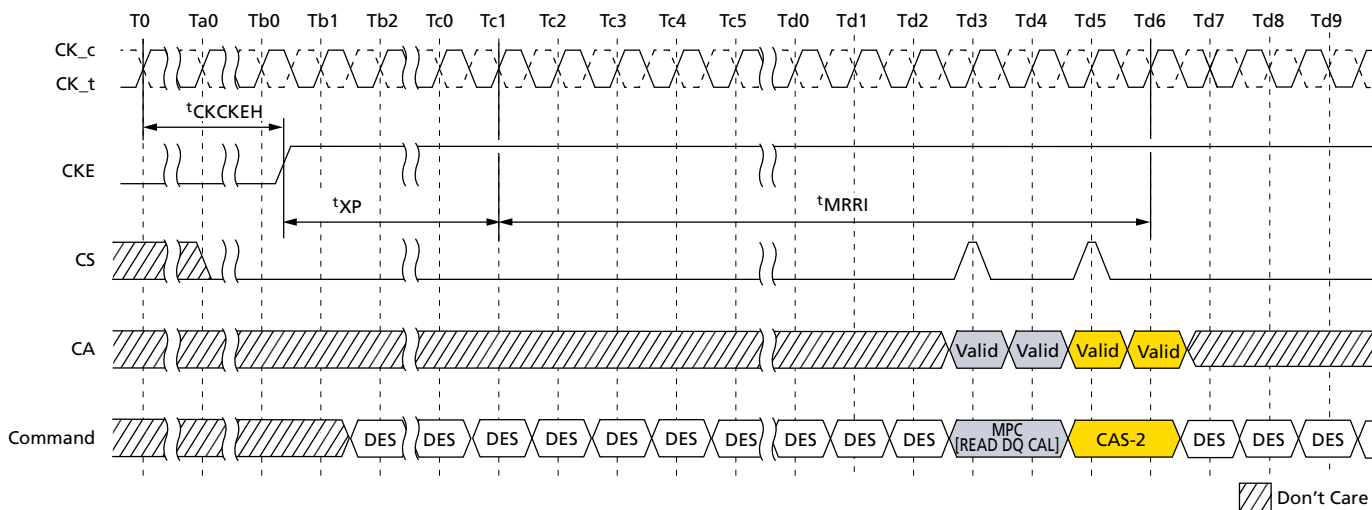 T0 Ta0 Tb0 Tb1 Tb2 Tc0 Tc1 Tc2 Tc3 Tc4 Tc5 Td0 Td1 Td2 Td3 Td4 Td5 Td6 Td7 Td8 Td9
CK_c
CK_t
tCKCKEH
CKE
tXP tMRRI
CS
CA Valid Valid Valid Valid
Command DES DES DES DES DES DES DES DES DES DES MPC [READ DQ CAL] CAS-2 DES DES DES
Don't Care